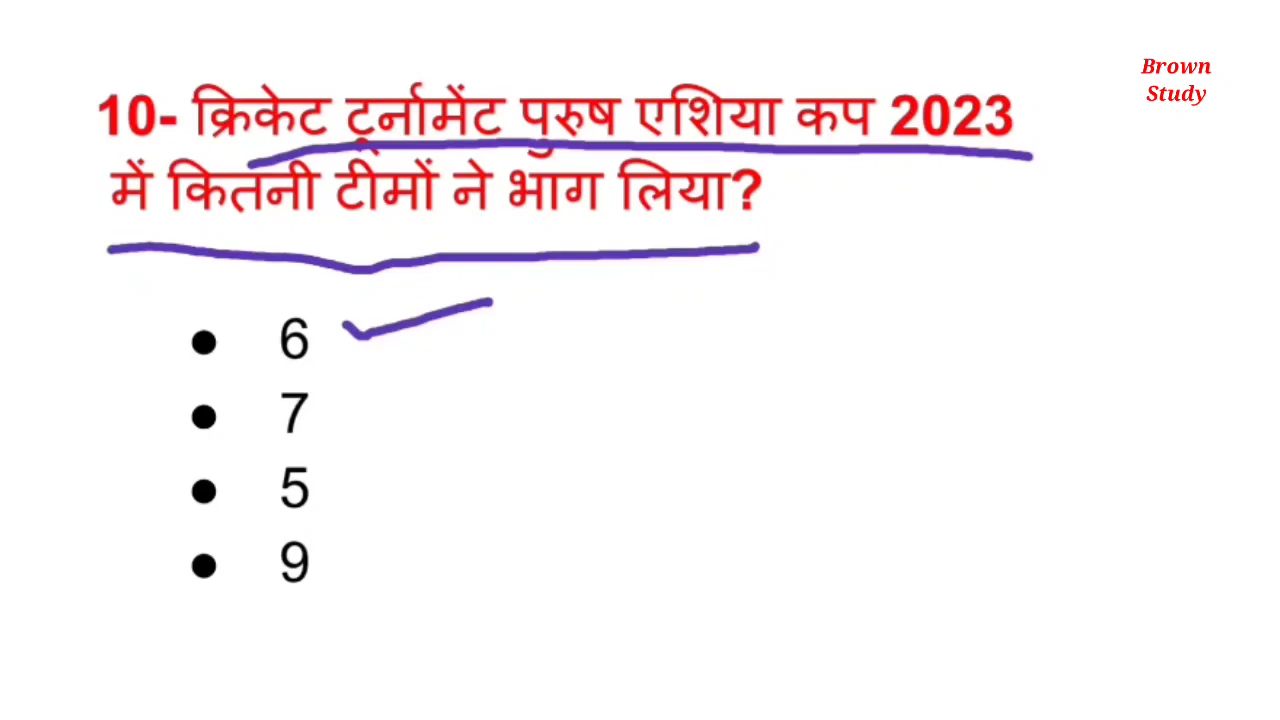 Brown
Study
10- क्रिकेट टूर्नामेंट पुरुष एशिया कप 2023
में कितनी टीमों ने भाग लिया?
● 6
● 7
● 5
● 9